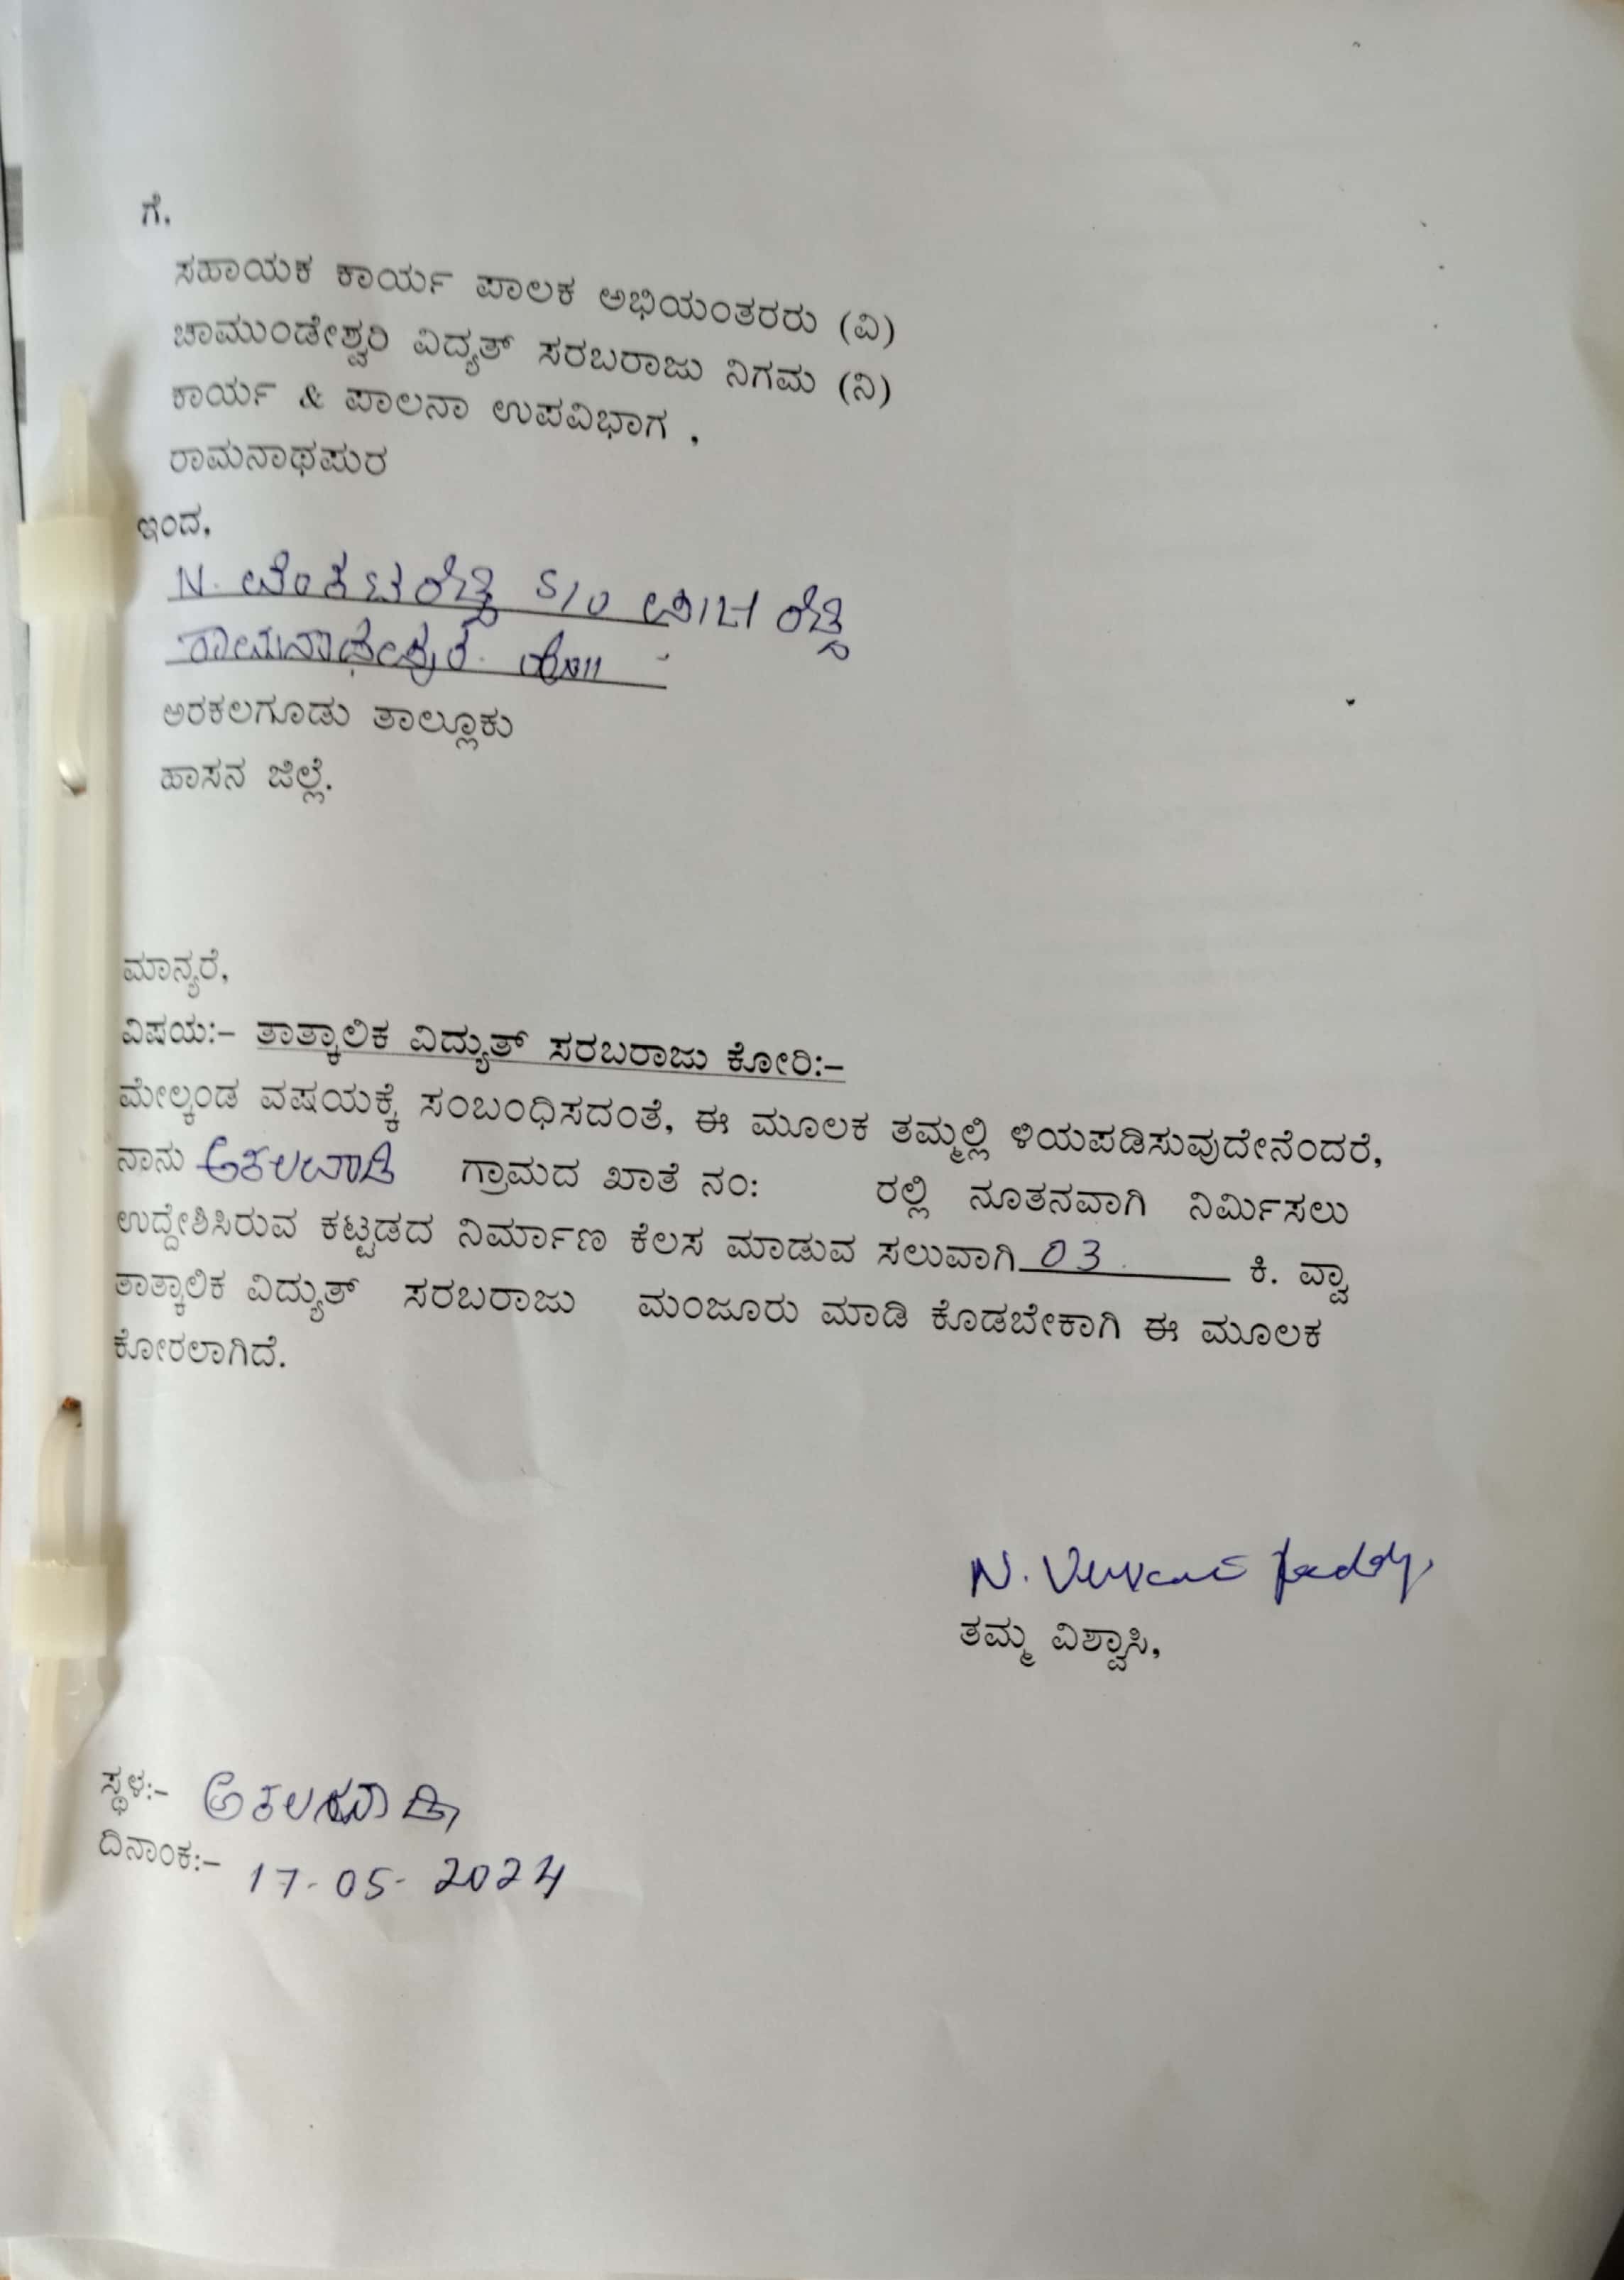 ಗೆ.
ಸಹಾಯಕ ಕಾರ್ಯ ಪಾಲಕ ಅಭಿಯಂತರರು (ವಿ)
ಚಾಮುಂಡೇಶ್ವರಿ ವಿದ್ಯತ್ ಸರಬರಾಜು ನಿಗಮ (ನಿ)
ಕಾರ್ಯ & ಪಾಲನಾ ಉಪವಿಭಾಗ ,
ರಾಮನಾಥಪುರ
ಇಂದ,
N. ವೆಂಕಟರೆಡ್ಡಿ S/o ರೆಡ್ಡಿ
ಅರಕಲಗೂಡು ತಾಲ್ಲೂಕು
ಹಾಸನ ಜಿಲ್ಲೆ.
ಮಾನ್ಯರೆ,
ವಿಷಯ:– ತಾತ್ಕಾಲಿಕ ವಿದ್ಯುತ್ ಸರಬರಾಜು ಕೋರಿ:–
ಮೇಲ್ಕಂಡ ವಷಯಕ್ಕೆ ಸಂಬಂಧಿಸದಂತೆ, ಈ ಮೂಲಕ ತಮ್ಮಲ್ಲಿ ಳಿಯಪಡಿಸುವುದೇನೆಂದರೆ,
ನಾನು ಗ್ರಾಮದ ಖಾತೆ ನಂ: ರಲ್ಲಿ ನೂತನವಾಗಿ ನಿರ್ಮಿಸಲು
ಉದ್ದೇಶಿಸಿರುವ ಕಟ್ಟಡದ ನಿರ್ಮಾಣ ಕೆಲಸ ಮಾಡುವ ಸಲುವಾಗಿ 03 ಕಿ. ವ್ಯಾ
ತಾತ್ಕಾಲಿಕ ವಿದ್ಯುತ್ ಸರಬರಾಜು ಮಂಜೂರು ಮಾಡಿ ಕೊಡಬೇಕಾಗಿ ಈ ಮೂಲಕ
ಕೋರಲಾಗಿದೆ.
ತಮ್ಮ ವಿಶ್ವಾಸಿ,
ಸ್ಥಳ:–
ದಿನಾಂಕ:– 17-05-2024